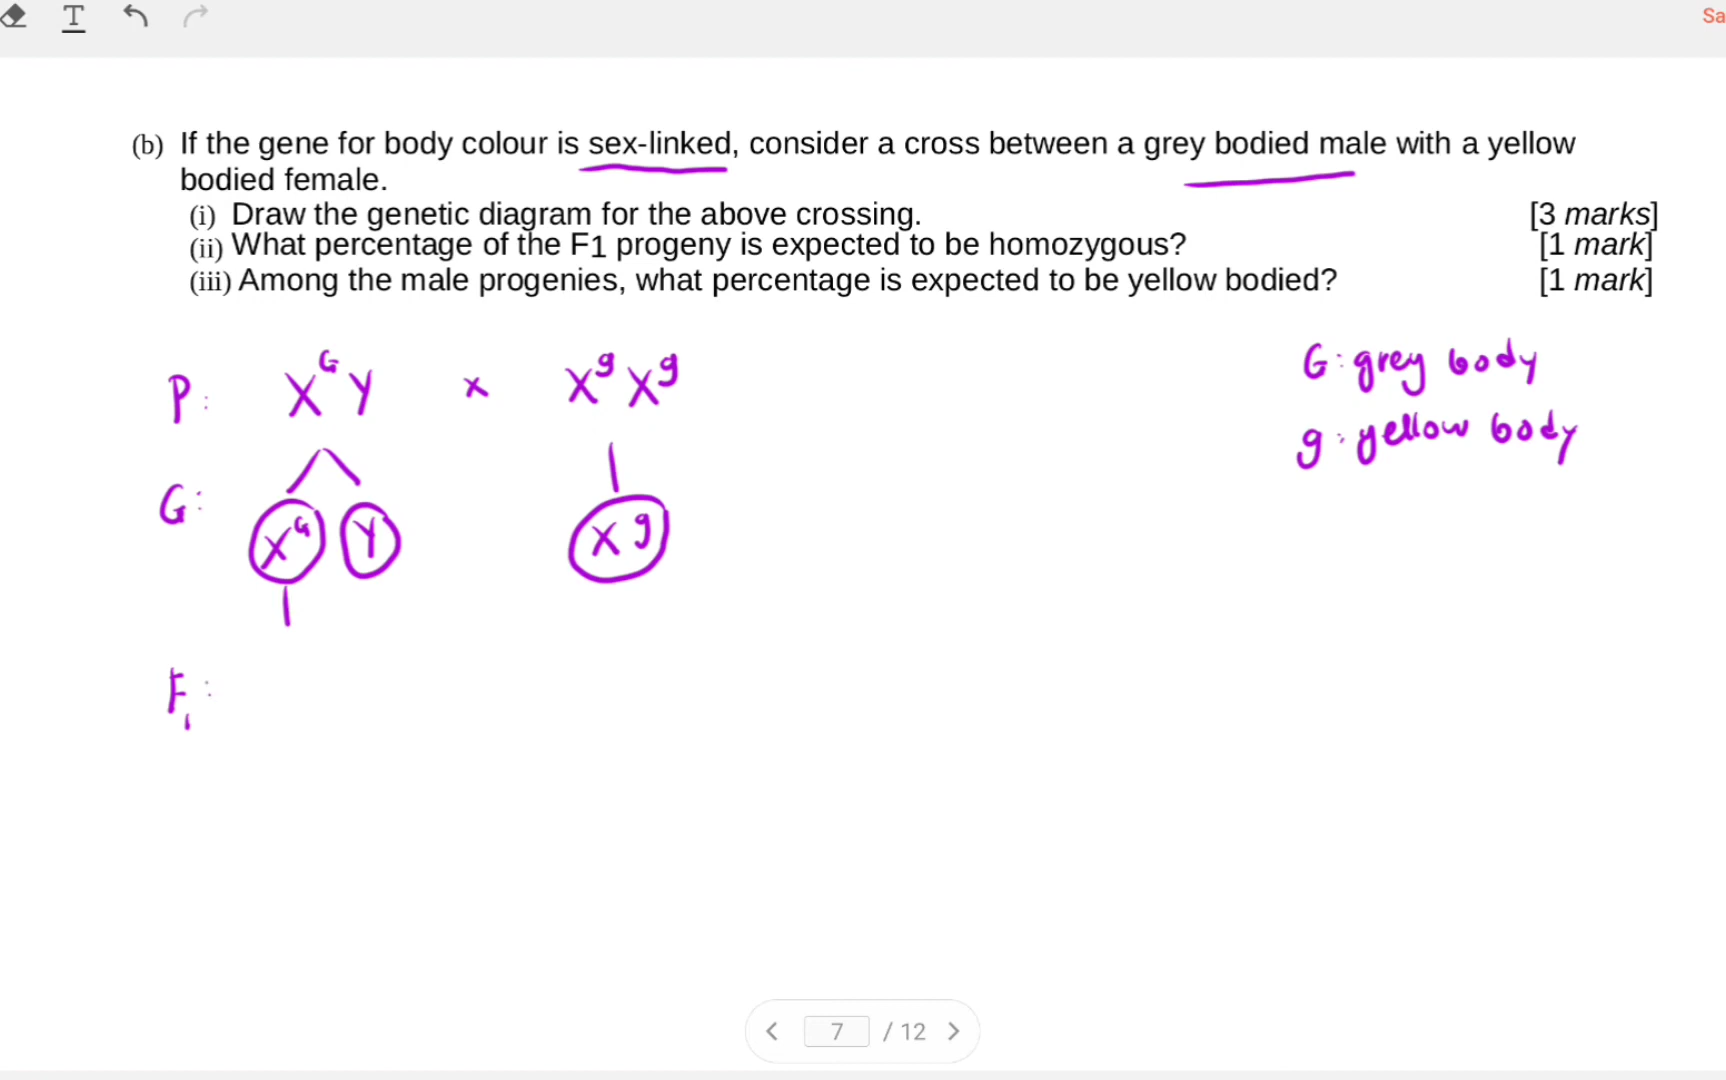 T
Sa
(b) If the gene for body colour is sex-linked, consider a cross between a grey bodied male with a yellow
bodied female.
(i) Draw the genetic diagram for the above crossing. [3 marks]
(ii) What percentage of the F1 progeny is expected to be homozygous? [1 mark]
(iii) Among the male progenies, what percentage is expected to be yellow bodied? [1 mark]
P: X^G Y × X^g X^g
G: grey body
g: yellow body
G: X^G Y X^g
F₁:
7 / 12